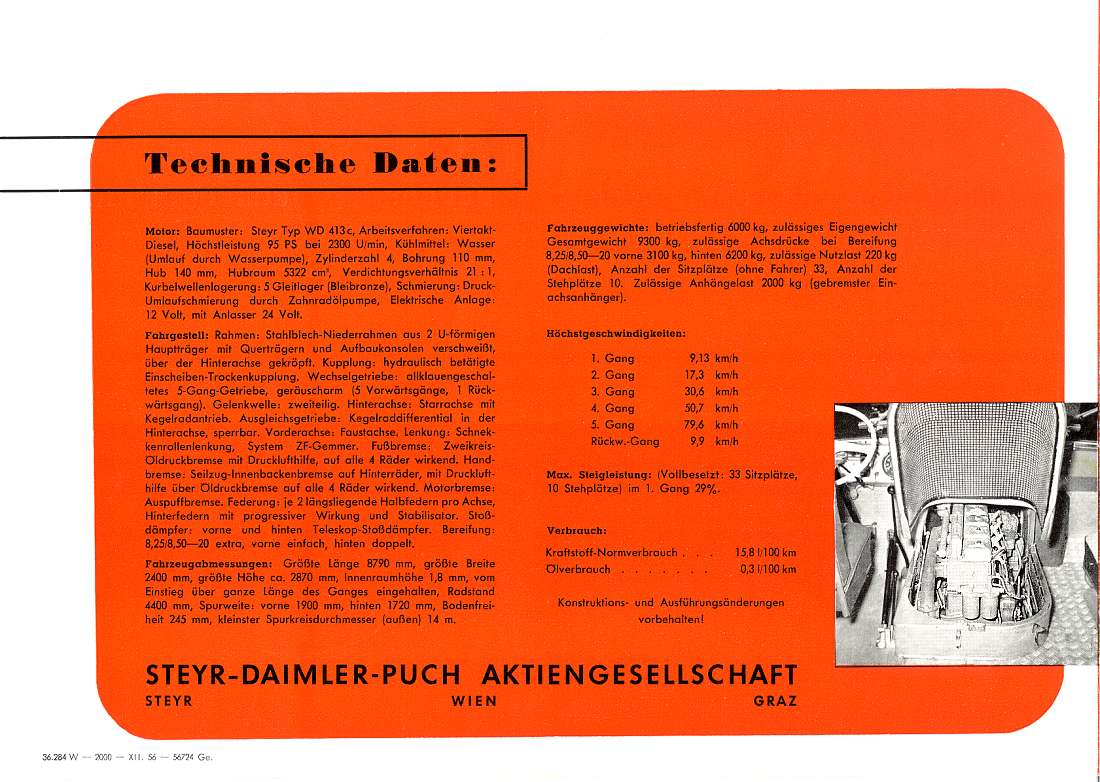 Technische Daten:
Motor: Baumuster: Steyr Typ WD 413 c, Arbeitsverfahren: Viertakt-
Diesel, Höchstleistung 95 PS bei 2300 U/min, Kühlmittel: Wasser
(Umlauf durch Wasserpumpe), Zylinderzahl 4, Bohrung 110 mm,
Hub 140 mm, Hubraum 5322 cm³, Verdichtungsverhältnis 21 : 1,
Kurbelwellenlagerung: 5 Gleitlager (Bleibronze), Schmierung: Druck-
Umlaufschmierung durch Zahnradölpumpe, Elektrische Anlage:
12 Volt, mit Anlasser 24 Volt.
Fahrgestell: Rahmen: Stahlblech-Niederrahmen aus 2 U-förmigen
Hauptträger mit Querträgern und Aufbaukonsolen verschweißt,
über der Hinterachse gekröpft. Kupplung: hydraulisch betätigte
Einscheiben-Trockenkupplung. Wechselgetriebe: allklauengeschal-
tetes 5-Gang-Getriebe, geräuscharm (5 Vorwärtsgänge, 1 Rück-
wärtsgang). Gelenkwelle: zweiteilig. Hinterachse: Starrachse mit
Kegelradantrieb. Ausgleichsgetriebe: Kegelraddifferential in der
Hinterachse, sperrbar. Vorderachse: Faustachse. Lenkung: Schnek-
kenrollenlenkung, System ZF-Gemmer. Fußbremse: Zweikreis-
Öldruckbremse mit Drucklufthilfe, auf alle 4 Räder wirkend. Hand-
bremse: Seilzug-Innenbackenbremse auf Hinterräder, mit Druckluft-
hilfe über Öldruckbremse auf alle 4 Räder wirkend. Motorbremse:
Auspuffbremse. Federung: je 2 längsliegende Halbfedern pro Achse,
Hinterfedern mit progressiver Wirkung und Stabilisator. Stoß-
dämpfer: vorne und hinten Teleskop-Stoßdämpfer. Bereifung:
8,25/8,50—20 extra, vorne einfach, hinten doppelt.
Fahrzeugabmessungen: Größte Länge 8790 mm, größte Breite
2400 mm, größte Höhe ca. 2870 mm, Innenraumhöhe 1,8 mm, vom
Einstieg über ganze Länge des Ganges eingehalten, Radstand
4400 mm, Spurweite: vorne 1900 mm, hinten 1720 mm, Bodenfrei-
heit 245 mm, kleinster Spurkreisdurchmesser (außen) 14 m.
Fahrzeuggewichte: betriebsfertig 6000 kg, zulässiges Eigengewicht
Gesamtgewicht 9300 kg, zulässige Achsdrücke bei Bereifung
8,25/8,50—20 vorne 3100 kg, hinten 6200 kg, zulässige Nutzlast 220 kg
(Dachlast), Anzahl der Sitzplätze (ohne Fahrer) 33, Anzahl der
Stehplätze 10. Zulässige Anhängelast 2000 kg (gebremster Ein-
achsanhänger).
Höchstgeschwindigkeiten:
1. Gang 9,13 km/h
2. Gang 17,3 km/h
3. Gang 30,6 km/h
4. Gang 50,7 km/h
5. Gang 79,6 km/h
Rückw.-Gang 9,9 km/h
Max. Steigleistung: (Vollbesetzt: 33 Sitzplätze,
10 Stehplätze) im 1. Gang 29%.
Verbrauch:
Kraftstoff-Normverbrauch . . . 15,8 l/100 km
Ölverbrauch . . . . . . . 0,3 l/100 km
Konstruktions- und Ausführungsänderungen
vorbehalten!
STEYR-DAIMLER-PUCH AKTIENGESELLSCHAFT
STEYR WIEN GRAZ
36.284 W — 2000 — XII. 56 — 56724 Ge.